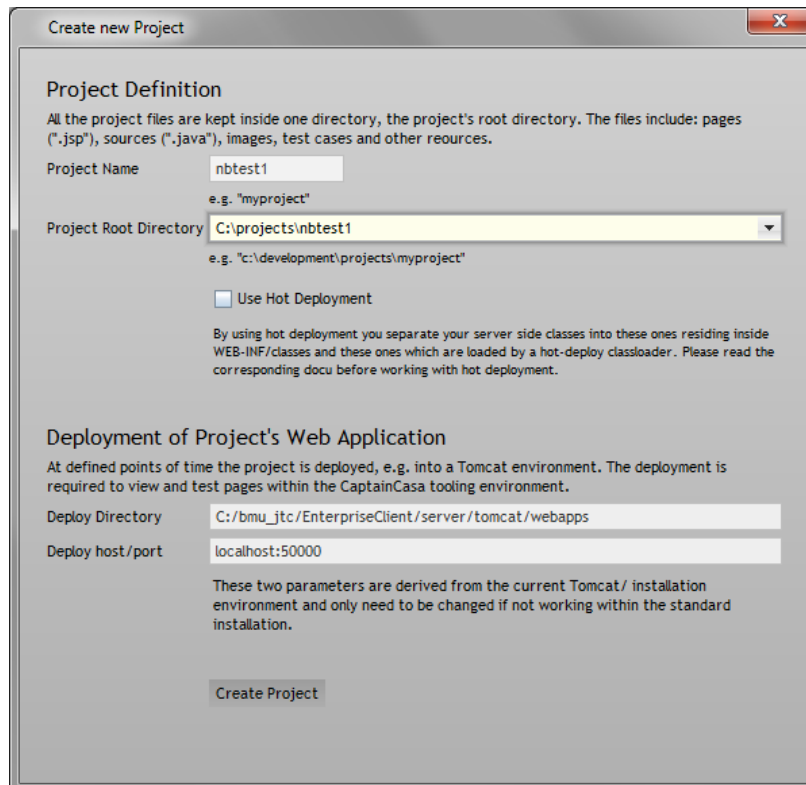 Create new Project
Project Definition
All the project files are kept inside one directory, the project's root directory. The files include: pages
(".jsp"), sources (".java"), images, test cases and other reources.
Project Name nbtest1
e.g. "myproject"
Project Root Directory C:\projects\nbtest1
e.g. "c:\development\projects\myproject"
Use Hot Deployment
By using hot deployment you separate your server side classes into these ones residing inside
WEB-INF/classes and these ones which are loaded by a hot-deploy classloader. Please read the
corresponding docu before working with hot deployment.
Deployment of Project's Web Application
At defined points of time the project is deployed, e.g. into a Tomcat environment. The deployment is
required to view and test pages within the CaptainCasa tooling environment.
Deploy Directory C:/bmu_jtc/EnterpriseClient/server/tomcat/webapps
Deploy host/port localhost:50000
These two parameters are derived from the current Tomcat/ installation
environment and only need to be changed if not working within the standard
installation.
Create Project